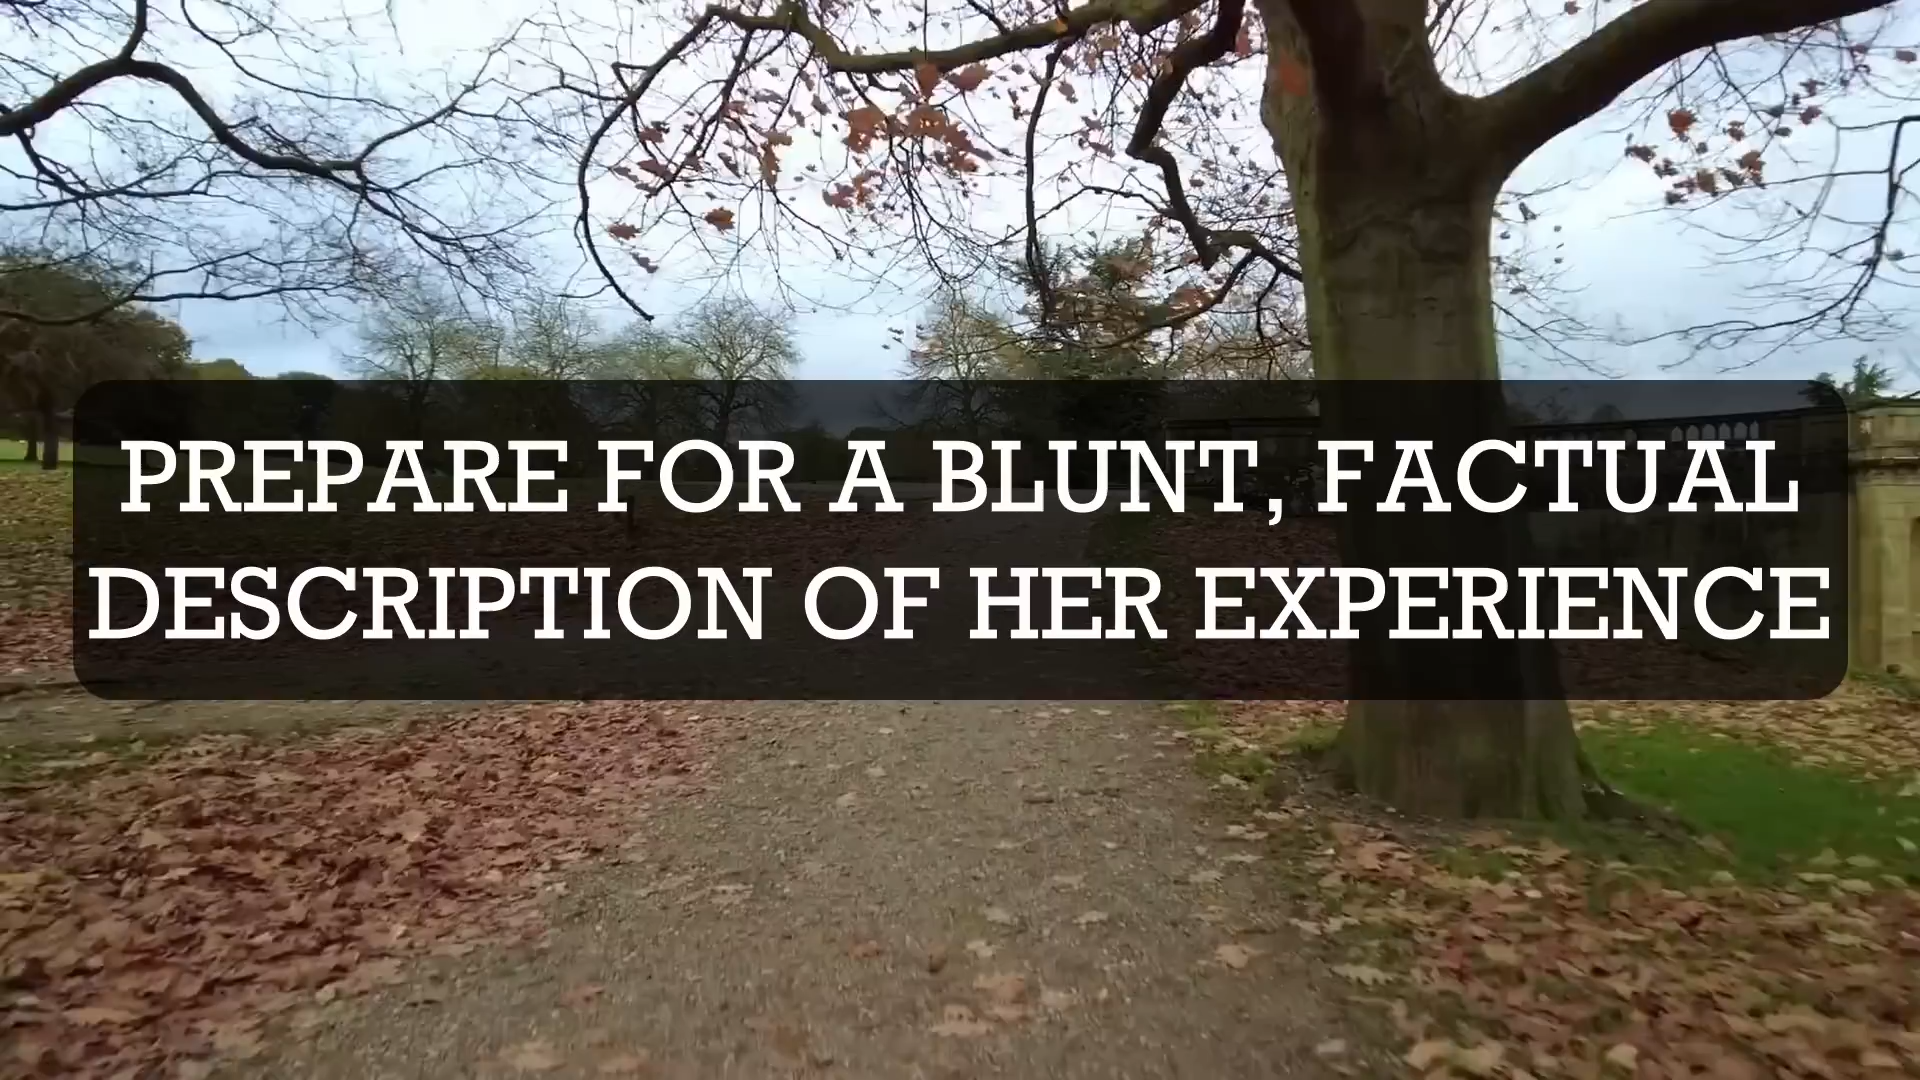 PREPARE FOR A BLUNT, FACTUAL
DESCRIPTION OF HER EXPERIENCE